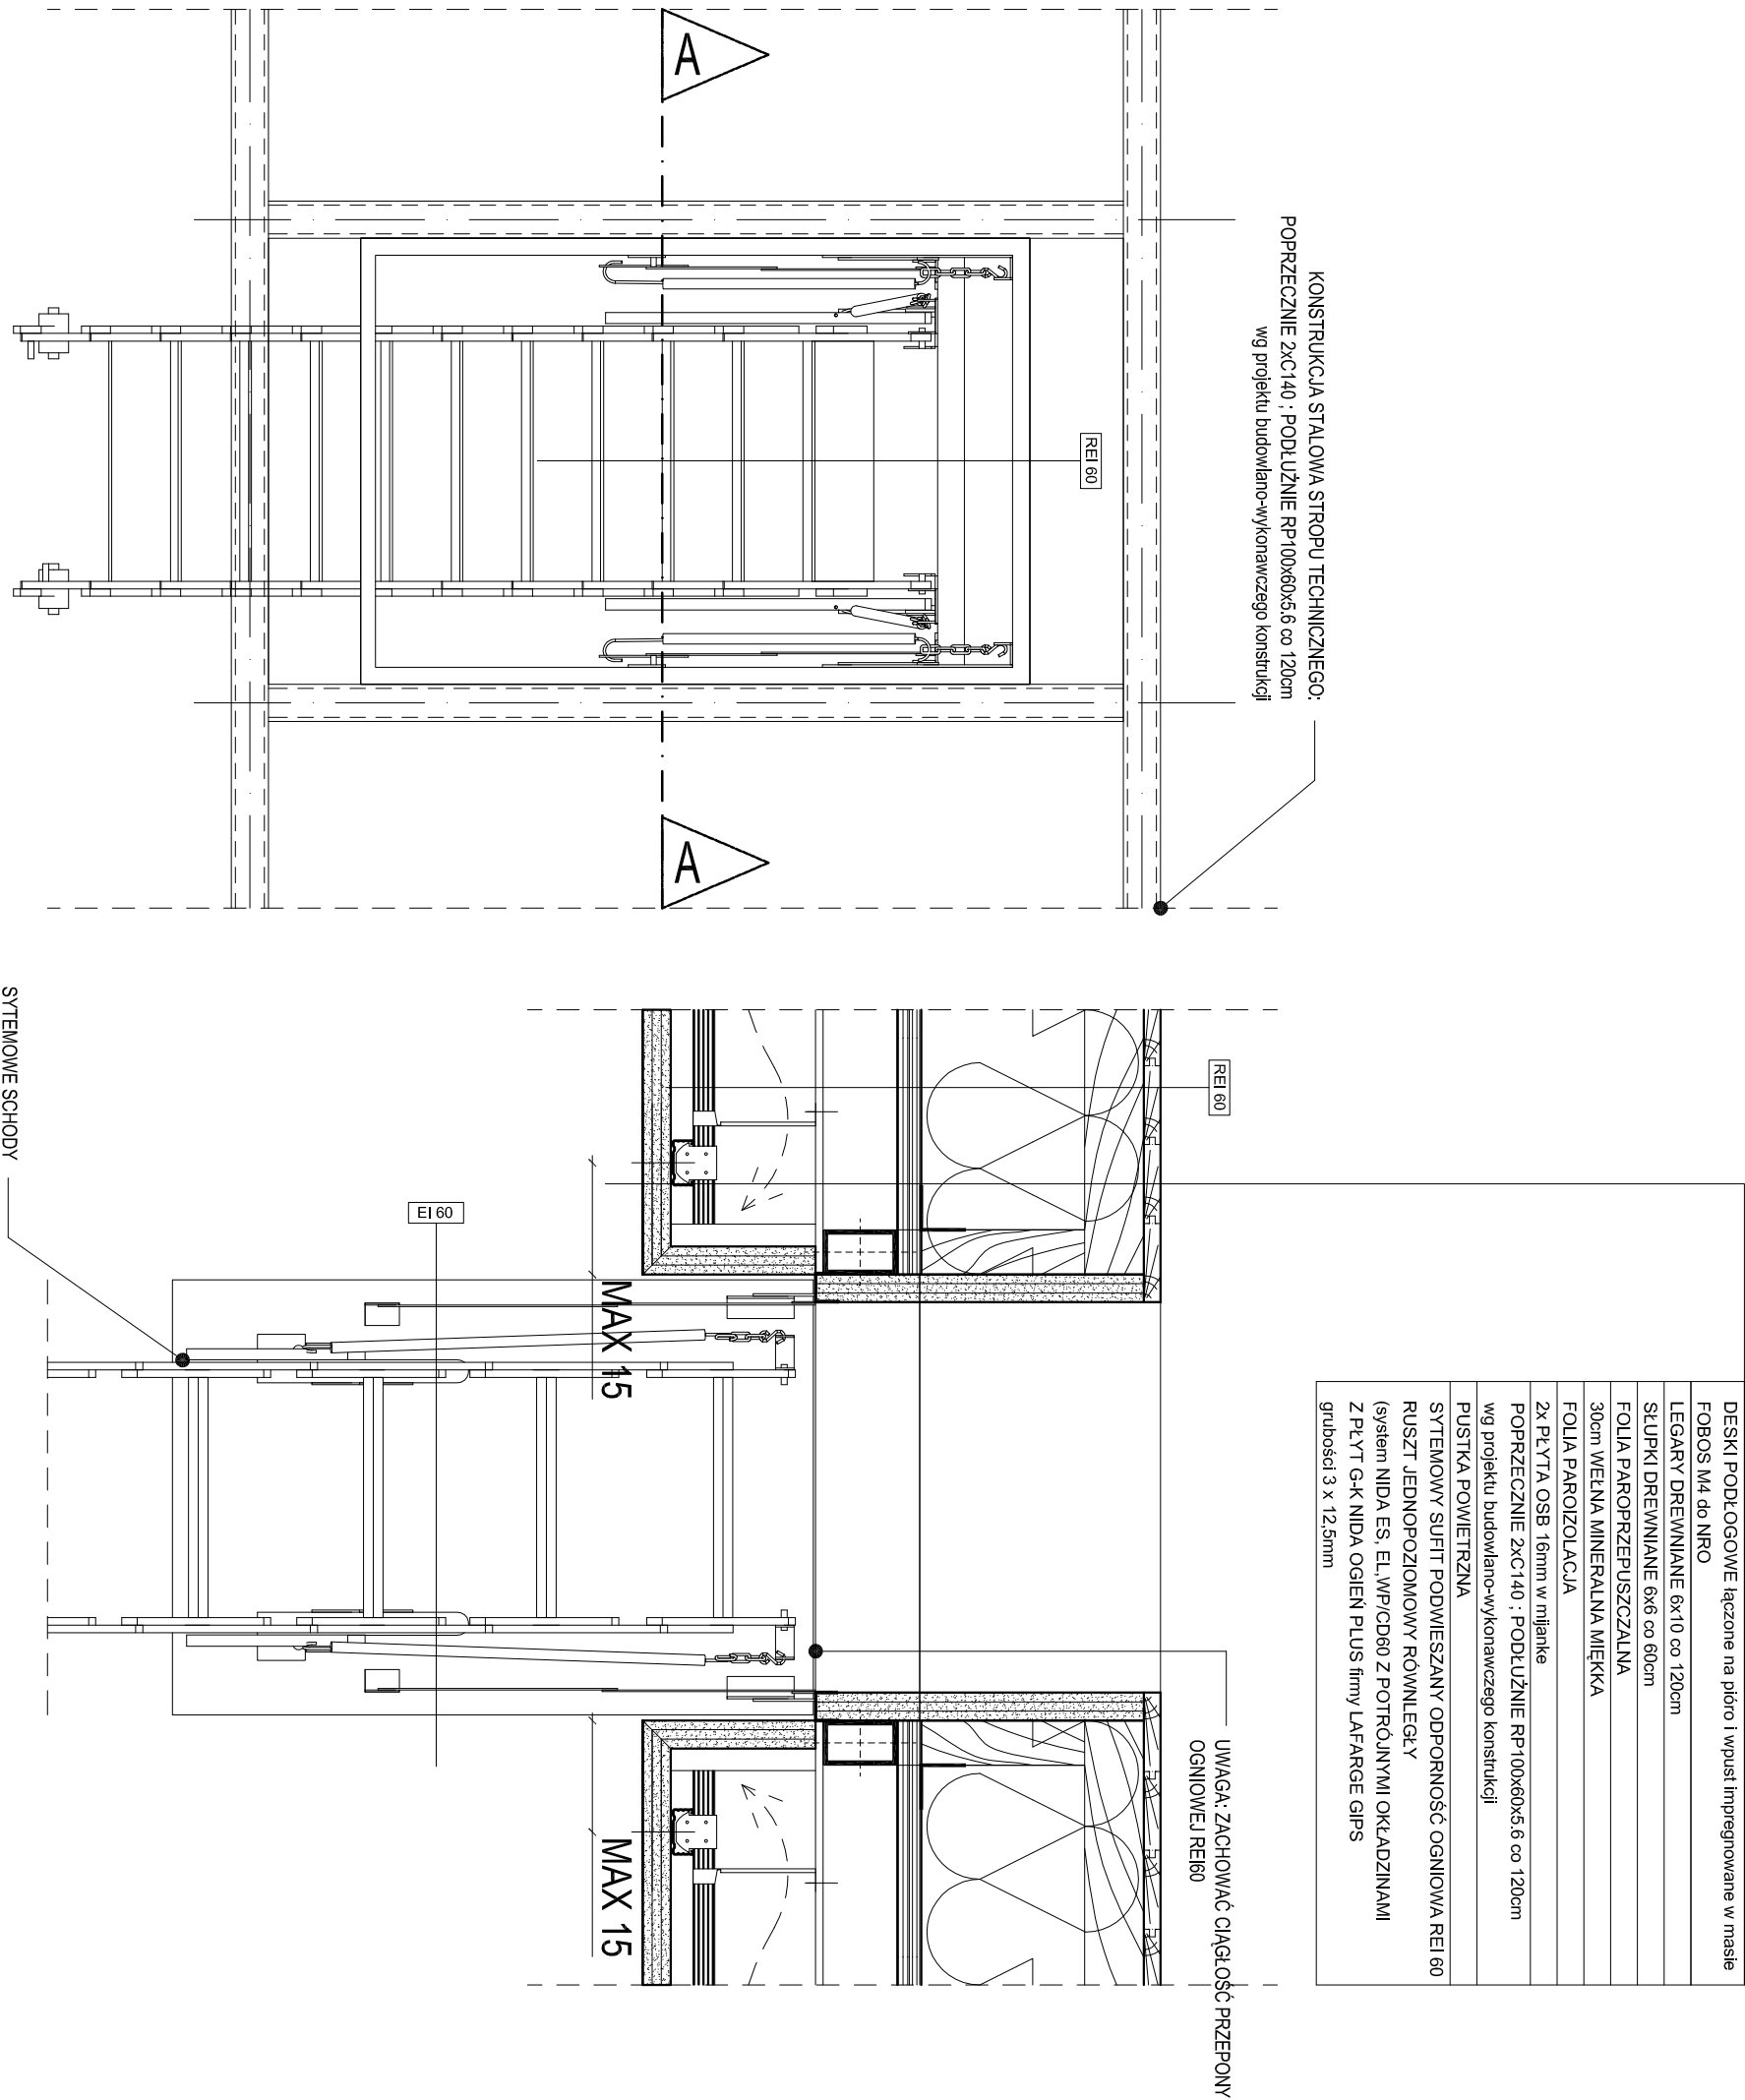 KONSTRUKCJA STALOWA STROPU TECHNICZNEGO:
POPRZECZNIE 2xC140 ; PODŁUŻNIE RP100x60x5.6 co 120cm
wg projektu budowlano-wykonawczego konstrukcji
REI 60
A
A
DESKI PODŁOGOWE łączone na pióro i wpust impregnowane w masie
FOBOS M4 do NRO
LEGARY DREWNIANE 6x10 co 120cm
SŁUPKI DREWNIANE 6x6 co 60cm
FOLIA PAROPRZEPUSZCZALNA
30cm WEŁNA MINERALNA MIĘKKA
FOLIA PAROIZOLACJA
2x PŁYTA OSB 16mm w mijanke
POPRZECZNIE 2xC140 ; PODŁUŻNIE RP100x60x5.6 co 120cm
wg projektu budowlano-wykonawczego konstrukcji
PUSTKA POWIETRZNA
SYTEMOWY SUFIT PODWIESZANY ODPORNOŚĆ OGNIOWA REI 60
RUSZT JEDNOPOZIOMOWY RÓWNLEGŁY
(system NIDA ES, EL,WP/CD60 Z POTRÓJNYMI OKŁADZINAMI
Z PŁYT G-K NIDA OGIEŃ PLUS firmy LAFARGE GIPS
grubości 3 x 12,5mm
REI 60
UWAGA: ZACHOWAĆ CIĄGŁOŚĆ PRZEPONY
OGNIOWEJ REI60
MAX 15
MAX 15
EI 60
SYTEMOWE SCHODY